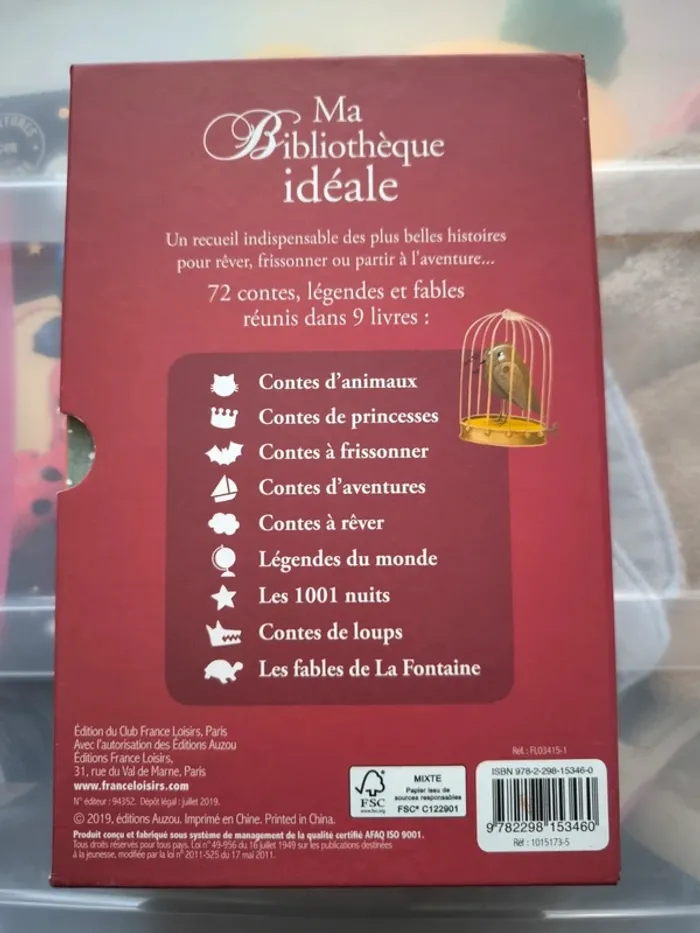 Ma
Bibliothèque
idéale
Un recueil indispensable des plus belles histoires
pour rêver, frissonner ou partir à l'aventure...
72 contes, légendes et fables
réunis dans 9 livres :
Contes d'animaux
Contes de princesses
Contes à frissonner
Contes d'aventures
Contes à rêver
Légendes du monde
Les 1001 nuits
Contes de loups
Les fables de La Fontaine
Édition du Club France Loisirs, Paris
Avec l'autorisation des Éditions Auzou
Éditions France Loisirs,
31, rue du Val de Marne, Paris
www.franceloisirs.com
N° éditeur : 94352. Dépôt légal : juillet 2019.
© 2019, éditions Auzou. Imprimé en Chine. Printed in China.
Produit conçu et fabriqué sous système de management de la qualité certifié AFAQ ISO 9001.
Tous droits réservés pour tous pays. Loi n° 49-956 du 16 juillet 1949 sur les publications destinées
à la jeunesse, modifiée par la loi n° 2011-525 du 17 mai 2011.
FSC
www.fsc.org
MIXTE
Papier issu de
sources responsables
FSC® C122901
Réf. : FL03415-1
ISBN 978-2-298-15346-0
9 782298 153460
Réf : 1015173-5